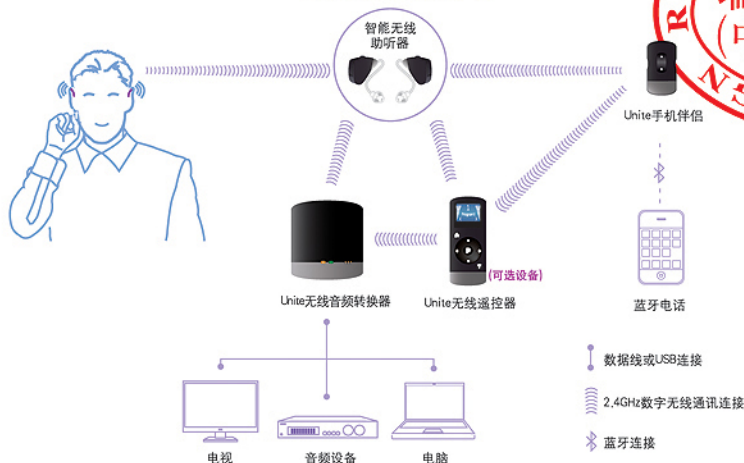 智能无线
助听器
Unite手机伴侣
(可选设备)
Unite无线音频转换器
Unite无线遥控器
蓝牙电话
数据线或USB连接
2.4GHz数字无线通讯连接
蓝牙连接
电视
音频设备
电脑